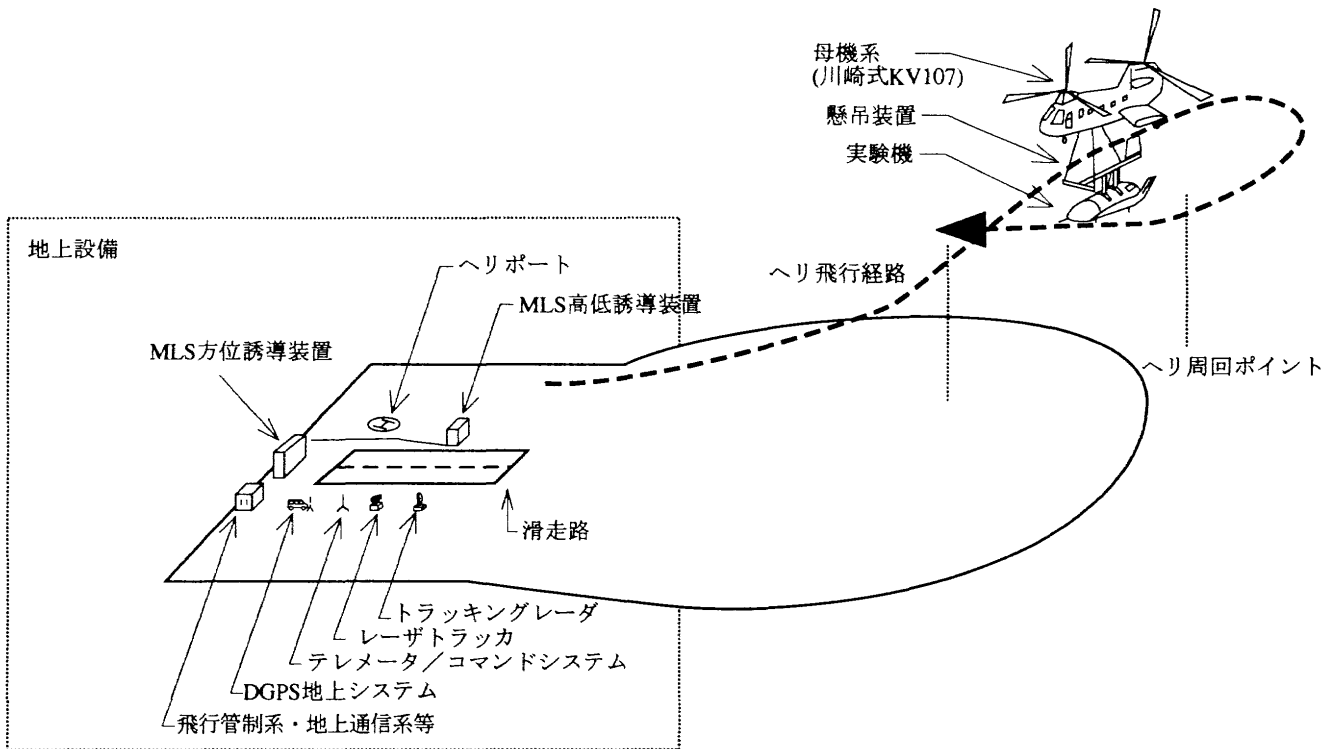 母機系
(川崎式KV107)
懸吊装置
実験機
地上設備
ヘリポート
ヘリ飛行経路
MLS高低誘導装置
MLS方位誘導装置
ヘリ周回ポイント
滑走路
トラッキングレーダ
レーザトラッカ
テレメータ／コマンドシステム
DGPS地上システム
飛行管制系・地上通信系等